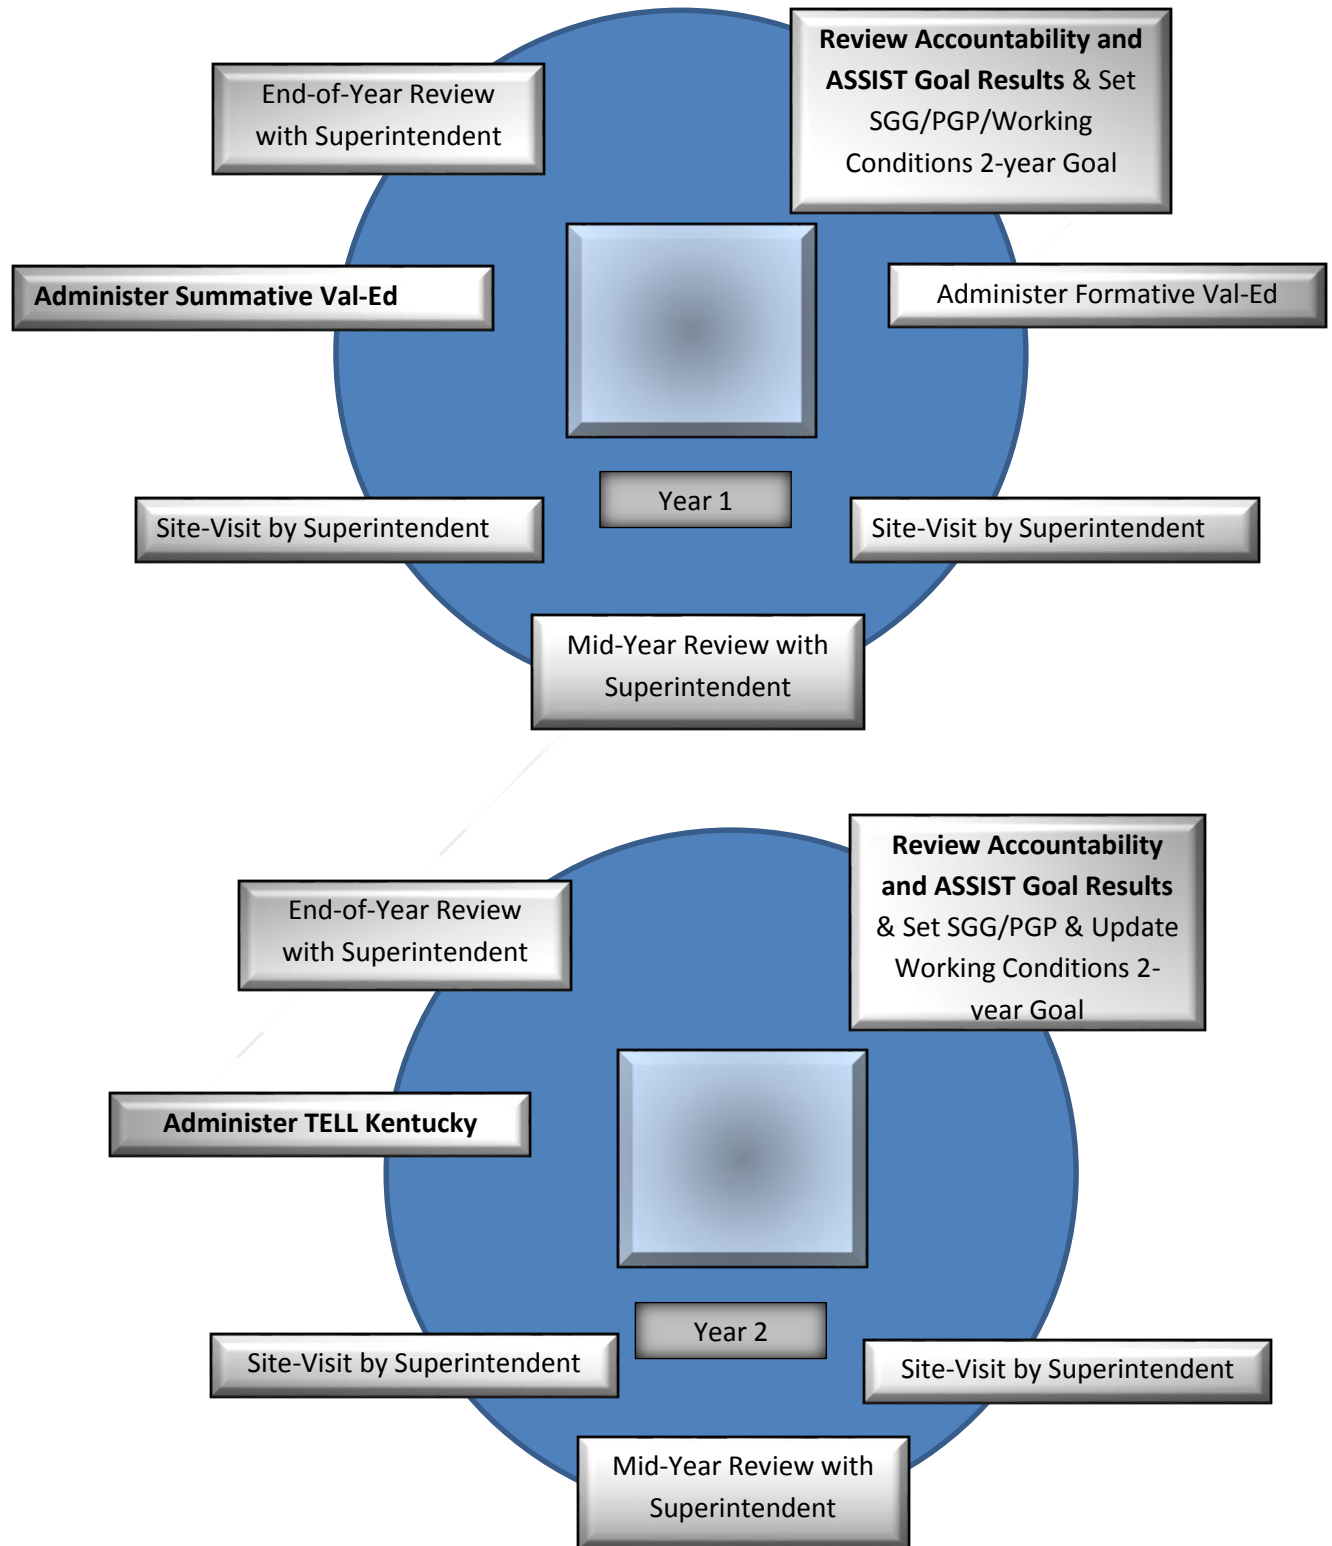 Review Accountability and
ASSIST Goal Results & Set
SGG/PGP/Working
Conditions 2-year Goal
End-of-Year Review
with Superintendent
Administer Summative Val-Ed
Administer Formative Val-Ed
Year 1
Site-Visit by Superintendent
Site-Visit by Superintendent
Mid-Year Review with
Superintendent
Review Accountability
and ASSIST Goal Results
& Set SGG/PGP & Update
Working Conditions 2-
year Goal
End-of-Year Review
with Superintendent
Administer TELL Kentucky
Year 2
Site-Visit by Superintendent
Site-Visit by Superintendent
Mid-Year Review with
Superintendent